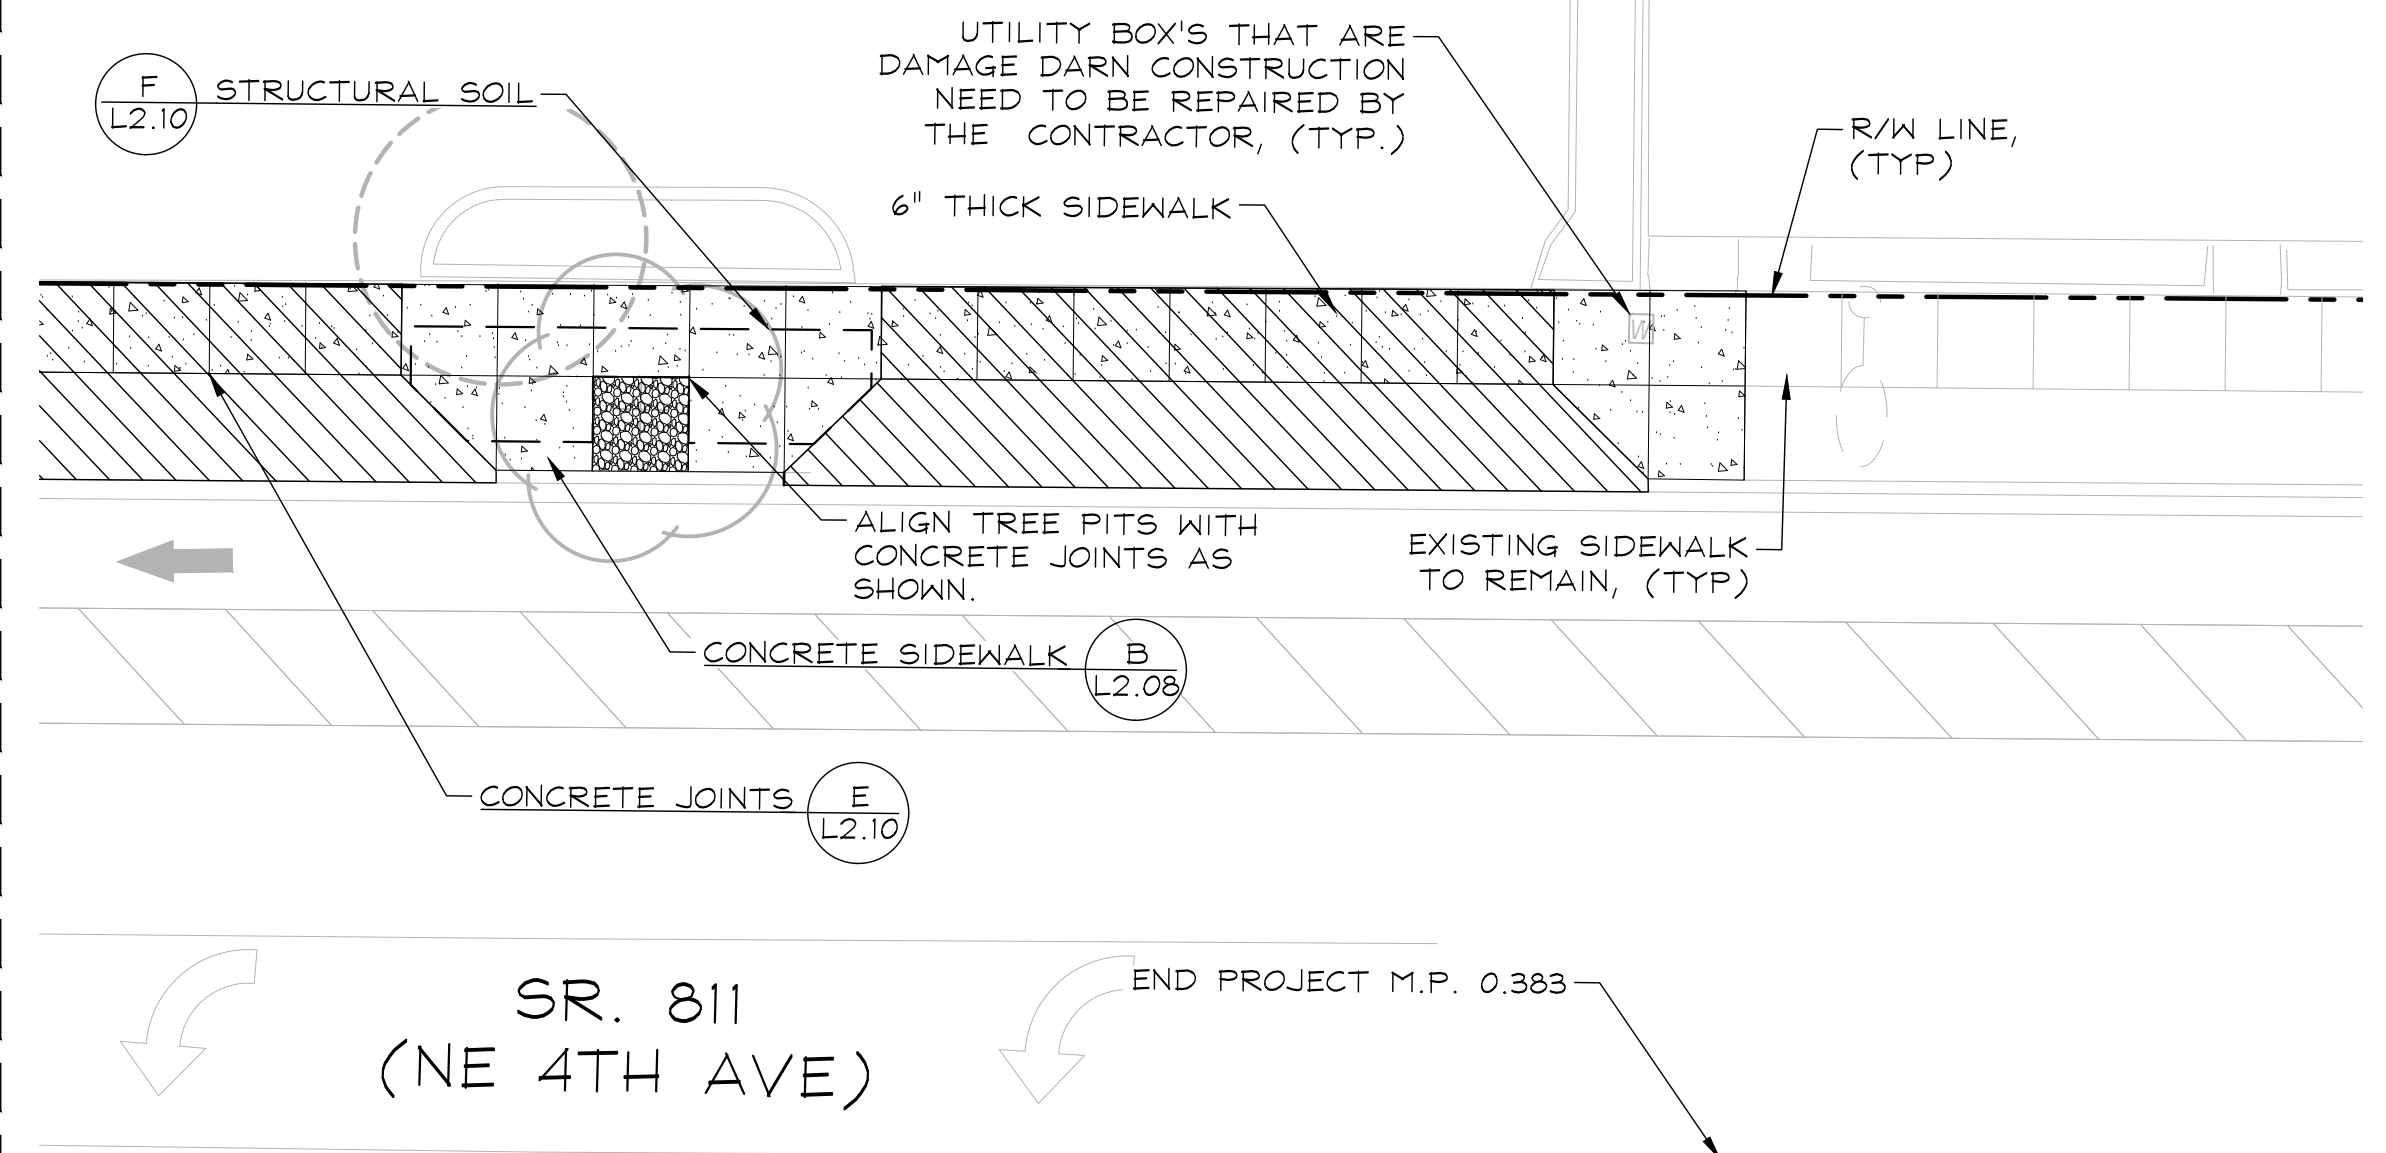 UTILITY BOX'S THAT ARE
DAMAGE DARN CONSTRUCTION
NEED TO BE REPAIRED BY
THE CONTRACTOR, (TYP.)
F
L2.10
STRUCTURAL SOIL
R/W LINE,
(TYP)
6" THICK SIDEWALK
W
ALIGN TREE PITS WITH
CONCRETE JOINTS AS
SHOWN.
EXISTING SIDEWALK
TO REMAIN, (TYP)
CONCRETE SIDEWALK
B
L2.08
CONCRETE JOINTS
E
L2.10
END PROJECT M.P. 0.383
SR. 811
(NE 4TH AVE)